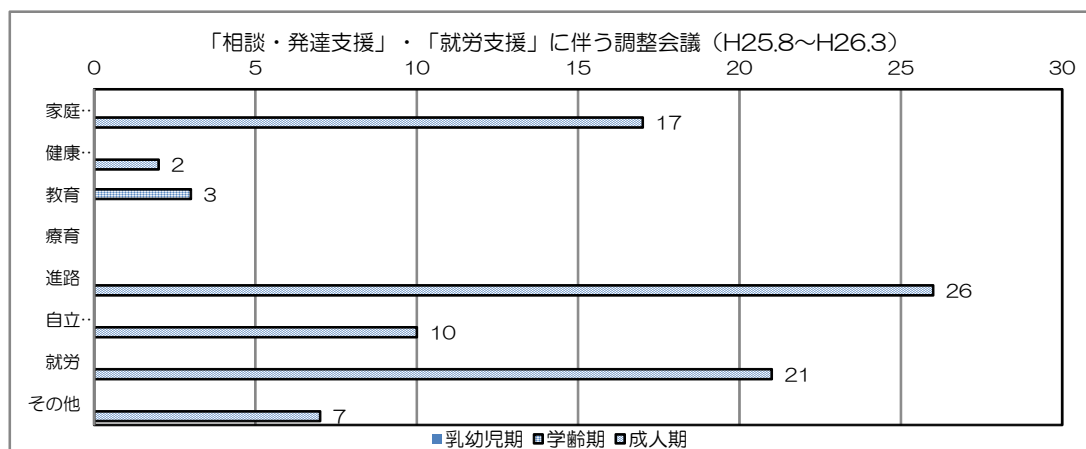 「相談・発達支援」・「就労支援」に伴う調整会議（H25.8～H26.3）
0 5 10 15 20 25 30
家庭‥ 17
健康‥ 2
教育 3
療育
進路 26
自立‥ 10
就労 21
その他 7
乳幼児期 学齢期 成人期